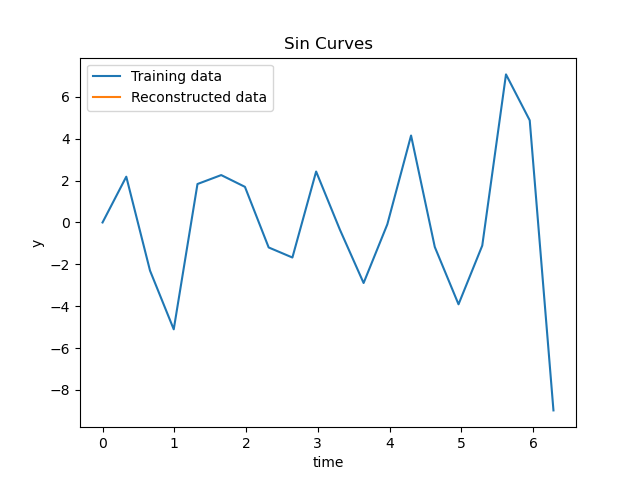 Sin Curves
Training data
Reconstructed data
6
4
2
0
−2
−4
−6
−8
y
0 1 2 3 4 5 6
time